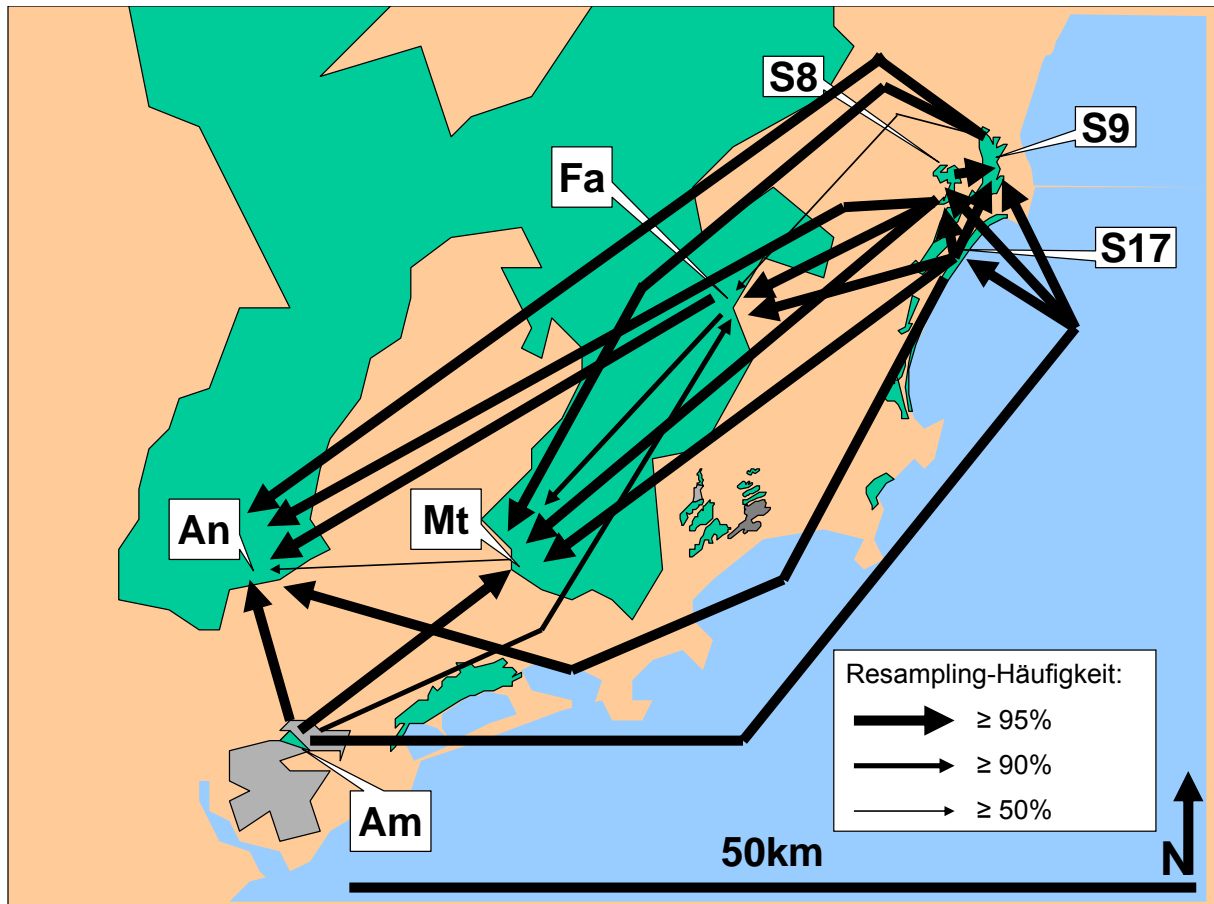 S8
S9
Fa
S17
An
Mt
Am
Resampling-Häufigkeit:
≥ 95%
≥ 90%
≥ 50%
50km
N